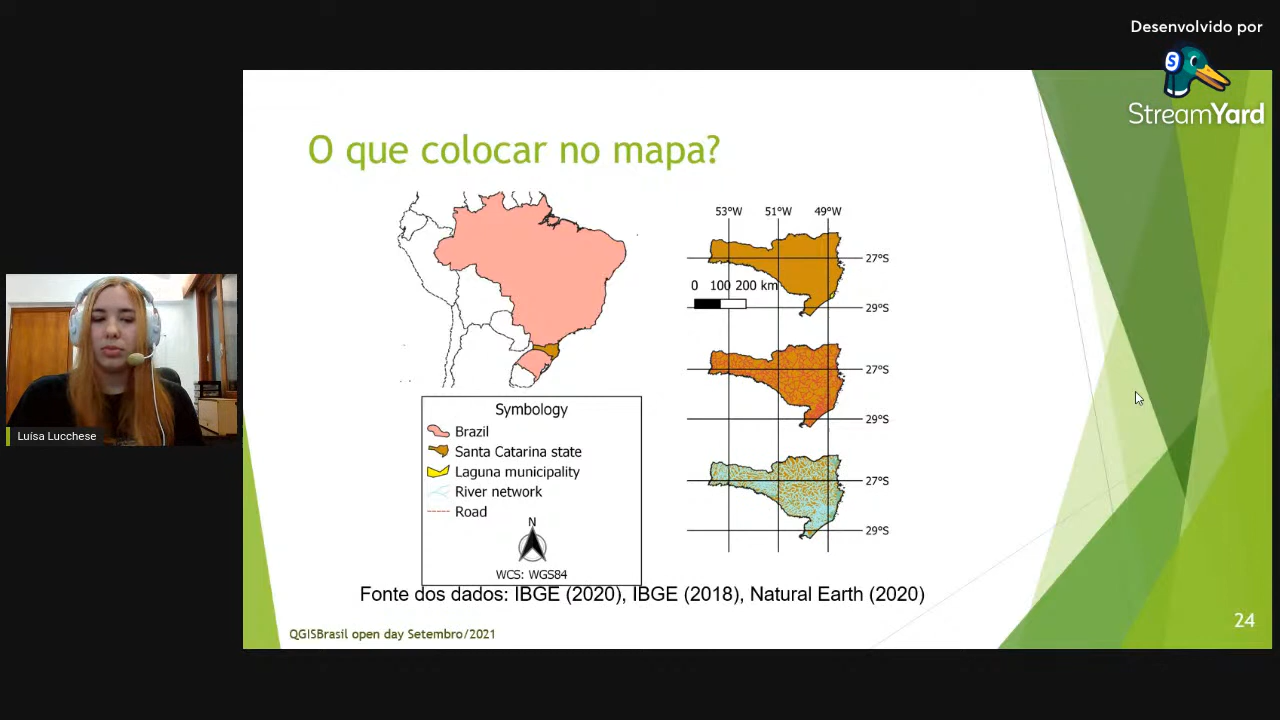 Desenvolvido por
S
StreamYard
O que colocar no mapa?
53°W 51°W 49°W
27°S
0 100 200 km
29°S
27°S
29°S
27°S
29°S
Symbology
Brazil
Santa Catarina state
Laguna municipality
River network
Road
N
WCS: WGS84
Fonte dos dados: IBGE (2020), IBGE (2018), Natural Earth (2020)
QGISBrasil open day Setembro/2021
24
Luísa Lucchese